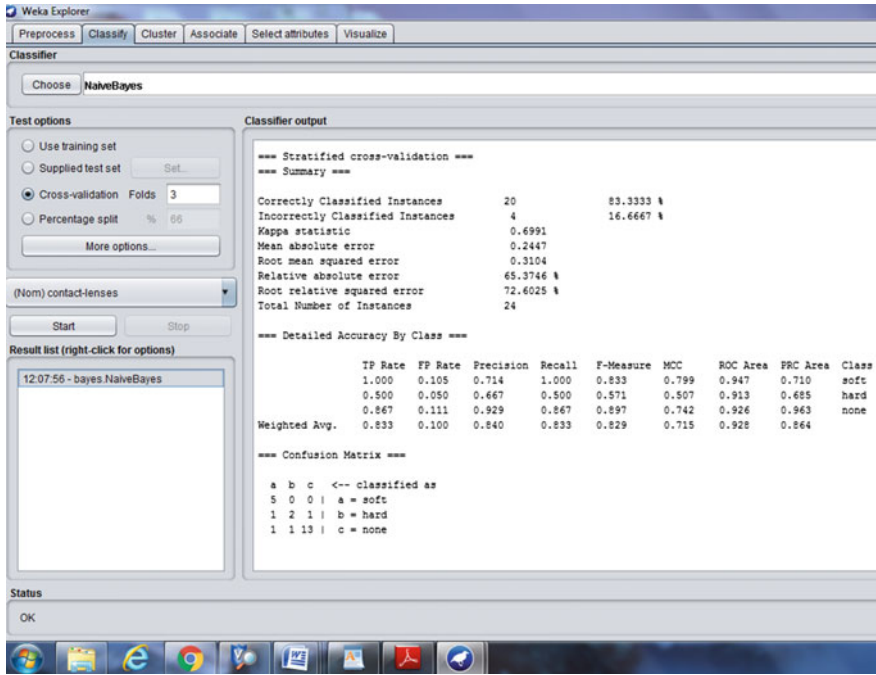 Weka Explorer
Preprocess Classify Cluster Associate Select attributes Visualize
Classifier
Choose NaiveBayes
Test options
Use training set
Supplied test set Set...
Cross-validation Folds 3
Percentage split % 66
More options...
(Nom) contact-lenses
Start Stop
Result list (right-click for options)
12:07:56 - bayes.NaiveBayes
Classifier output
=== Stratified cross-validation ===
=== Summary ===
Correctly Classified Instances 20 83.3333 %
Incorrectly Classified Instances 4 16.6667 %
Kappa statistic 0.6991
Mean absolute error 0.2447
Root mean squared error 0.3104
Relative absolute error 65.3746 %
Root relative squared error 72.6025 %
Total Number of Instances 24
=== Detailed Accuracy By Class ===
TP Rate FP Rate Precision Recall F-Measure MCC ROC Area PRC Area Class
1.000 0.105 0.714 1.000 0.833 0.799 0.947 0.710 soft
0.500 0.050 0.667 0.500 0.571 0.507 0.913 0.685 hard
0.867 0.111 0.929 0.867 0.897 0.742 0.926 0.963 none
Weighted Avg. 0.833 0.100 0.840 0.833 0.829 0.715 0.928 0.864
=== Confusion Matrix ===
a b c <-- classified as
5 0 0 | a = soft
1 2 1 | b = hard
1 1 13 | c = none
Status
OK